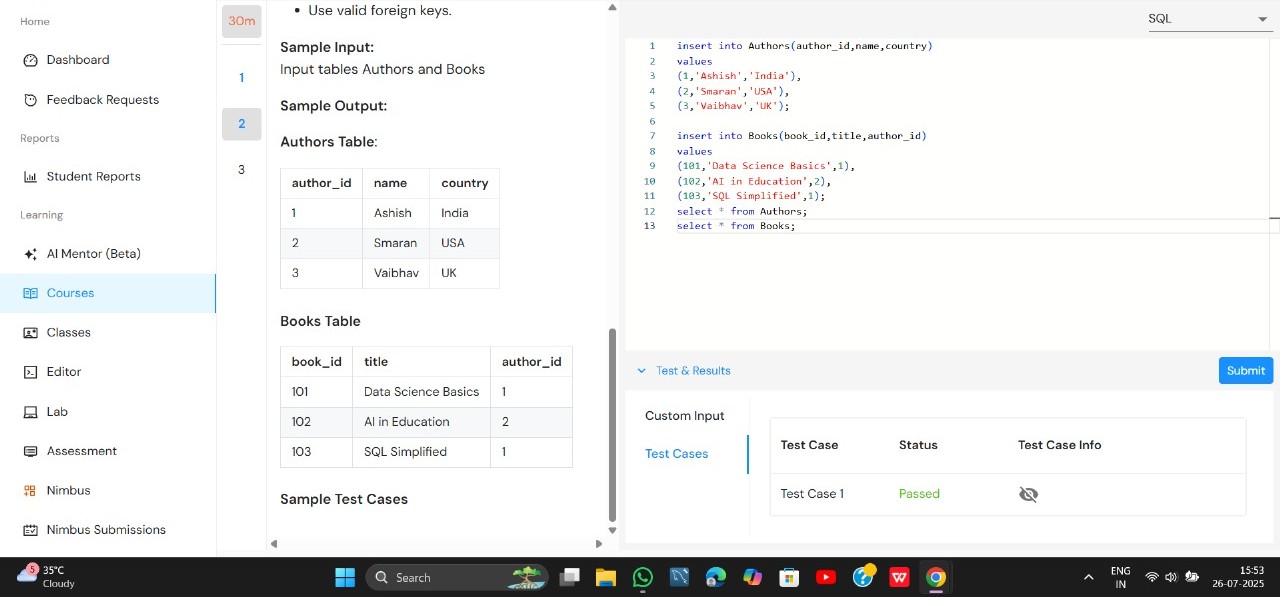 Home
Dashboard
Feedback Requests
Reports
Student Reports
Learning
AI Mentor (Beta)
Courses
Classes
Editor
Lab
Assessment
Nimbus
Nimbus Submissions
30m
1
2
3
Use valid foreign keys.
Sample Input:
Input tables Authors and Books
Sample Output:
Authors Table:
author_id name country
1 Ashish India
2 Smaran USA
3 Vaibhav UK
Books Table
book_id title author_id
101 Data Science Basics 1
102 AI in Education 2
103 SQL Simplified 1
Sample Test Cases
SQL
1 insert into Authors(author_id,name,country)
2 values
3 (1,'Ashish','India'),
4 (2,'Smaran','USA'),
5 (3,'Vaibhav','UK');
6
7 insert into Books(book_id,title,author_id)
8 values
9 (101,'Data Science Basics',1),
10 (102,'AI in Education',2),
11 (103,'SQL Simplified',1);
12 select * from Authors;
13 select * from Books;
Test & Results
Submit
Custom Input
Test Cases
Test Case Status Test Case Info
Test Case 1 Passed
5
35°C
Cloudy
Search
W
ENG
IN
15:53
26-07-2025